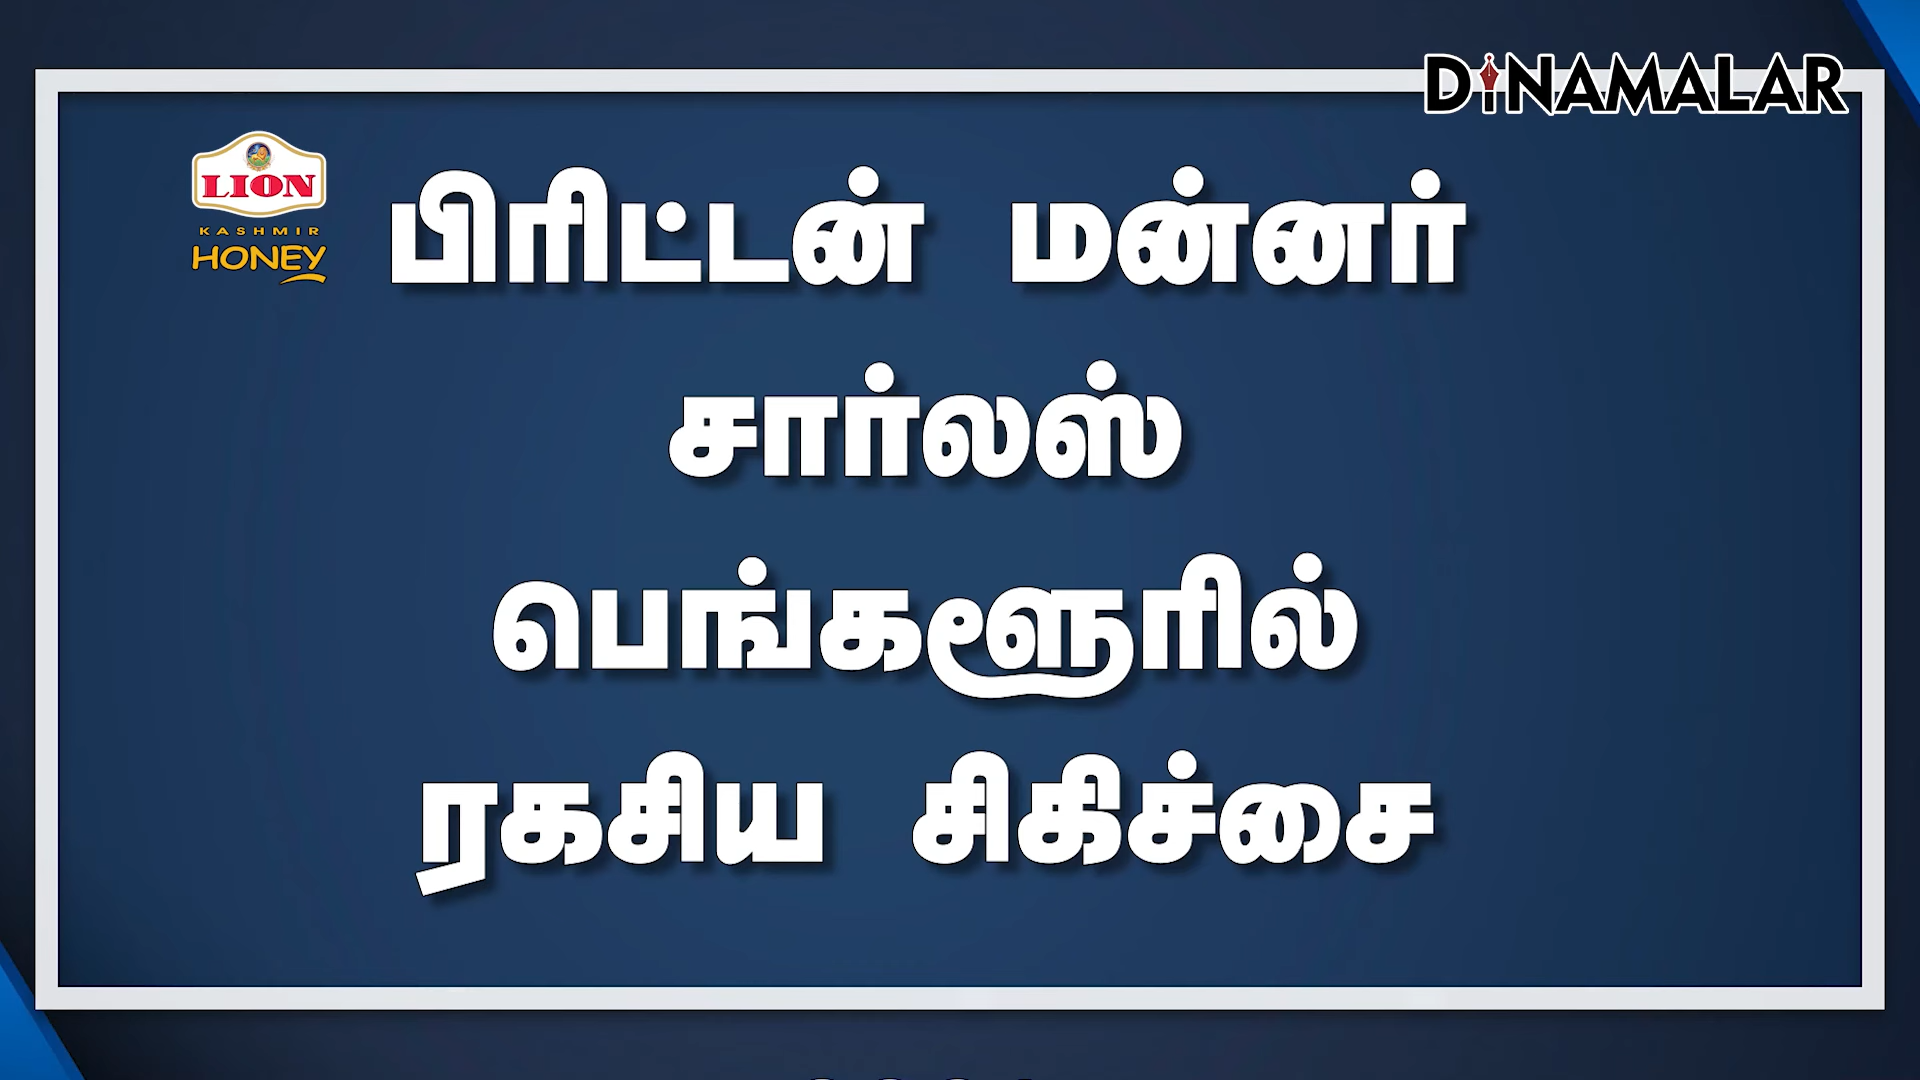 DINAMALAR
LION
KASHMIR
HONEY
பிரிட்டன் மன்னர்
சார்லஸ்
பெங்களூரில்
ரகசிய சிகிச்சை